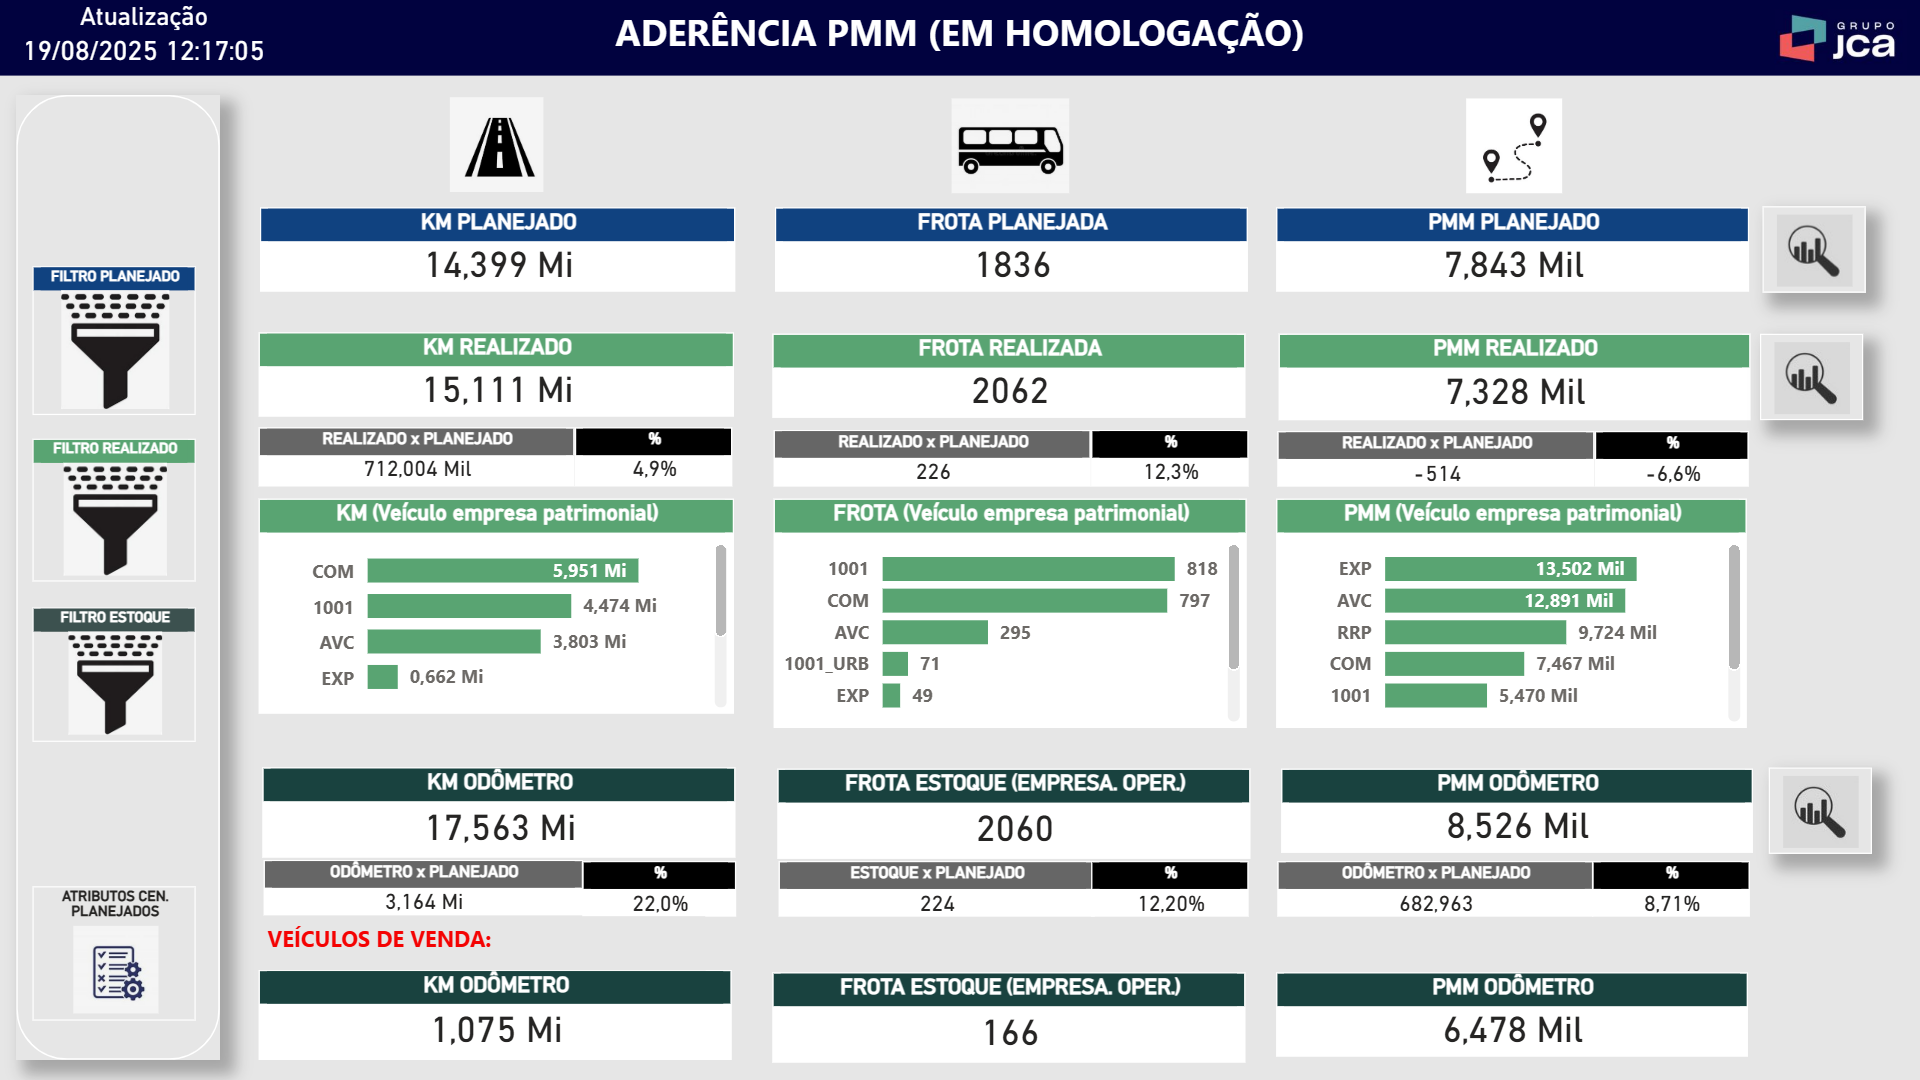 Atualização
19/08/2025 12:17:05
ADERÊNCIA PMM (EM HOMOLOGAÇÃO)
GRUPO
jca
FILTRO PLANEJADO
FILTRO REALIZADO
FILTRO ESTOQUE
ATRIBUTOS CEN.
PLANEJADOS
KM PLANEJADO
14,399 Mi
FROTA PLANEJADA
1836
PMM PLANEJADO
7,843 Mil
KM REALIZADO
15,111 Mi
FROTA REALIZADA
2062
PMM REALIZADO
7,328 Mil
REALIZADO x PLANEJADO %
712,004 Mil 4,9%
REALIZADO x PLANEJADO %
226 12,3%
REALIZADO x PLANEJADO %
-514 -6,6%
KM (Veículo empresa patrimonial)
COM 5,951 Mi
1001 4,474 Mi
AVC 3,803 Mi
EXP 0,662 Mi
FROTA (Veículo empresa patrimonial)
1001 818
COM 797
AVC 295
1001_URB 71
EXP 49
PMM (Veículo empresa patrimonial)
EXP 13,502 Mil
AVC 12,891 Mil
RRP 9,724 Mil
COM 7,467 Mil
1001 5,470 Mil
KM ODÔMETRO
17,563 Mi
FROTA ESTOQUE (EMPRESA. OPER.)
2060
PMM ODÔMETRO
8,526 Mil
ODÔMETRO x PLANEJADO %
3,164 Mi 22,0%
ESTOQUE x PLANEJADO %
224 12,20%
ODÔMETRO x PLANEJADO %
682,963 8,71%
VEÍCULOS DE VENDA:
KM ODÔMETRO
1,075 Mi
FROTA ESTOQUE (EMPRESA. OPER.)
166
PMM ODÔMETRO
6,478 Mil